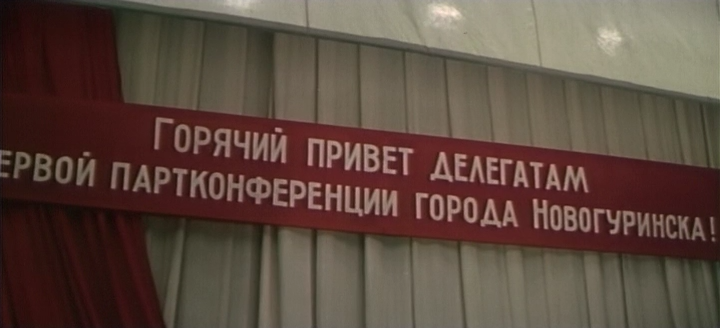 Горячий привет делегатам
ервой партконференции города Новогуринска!